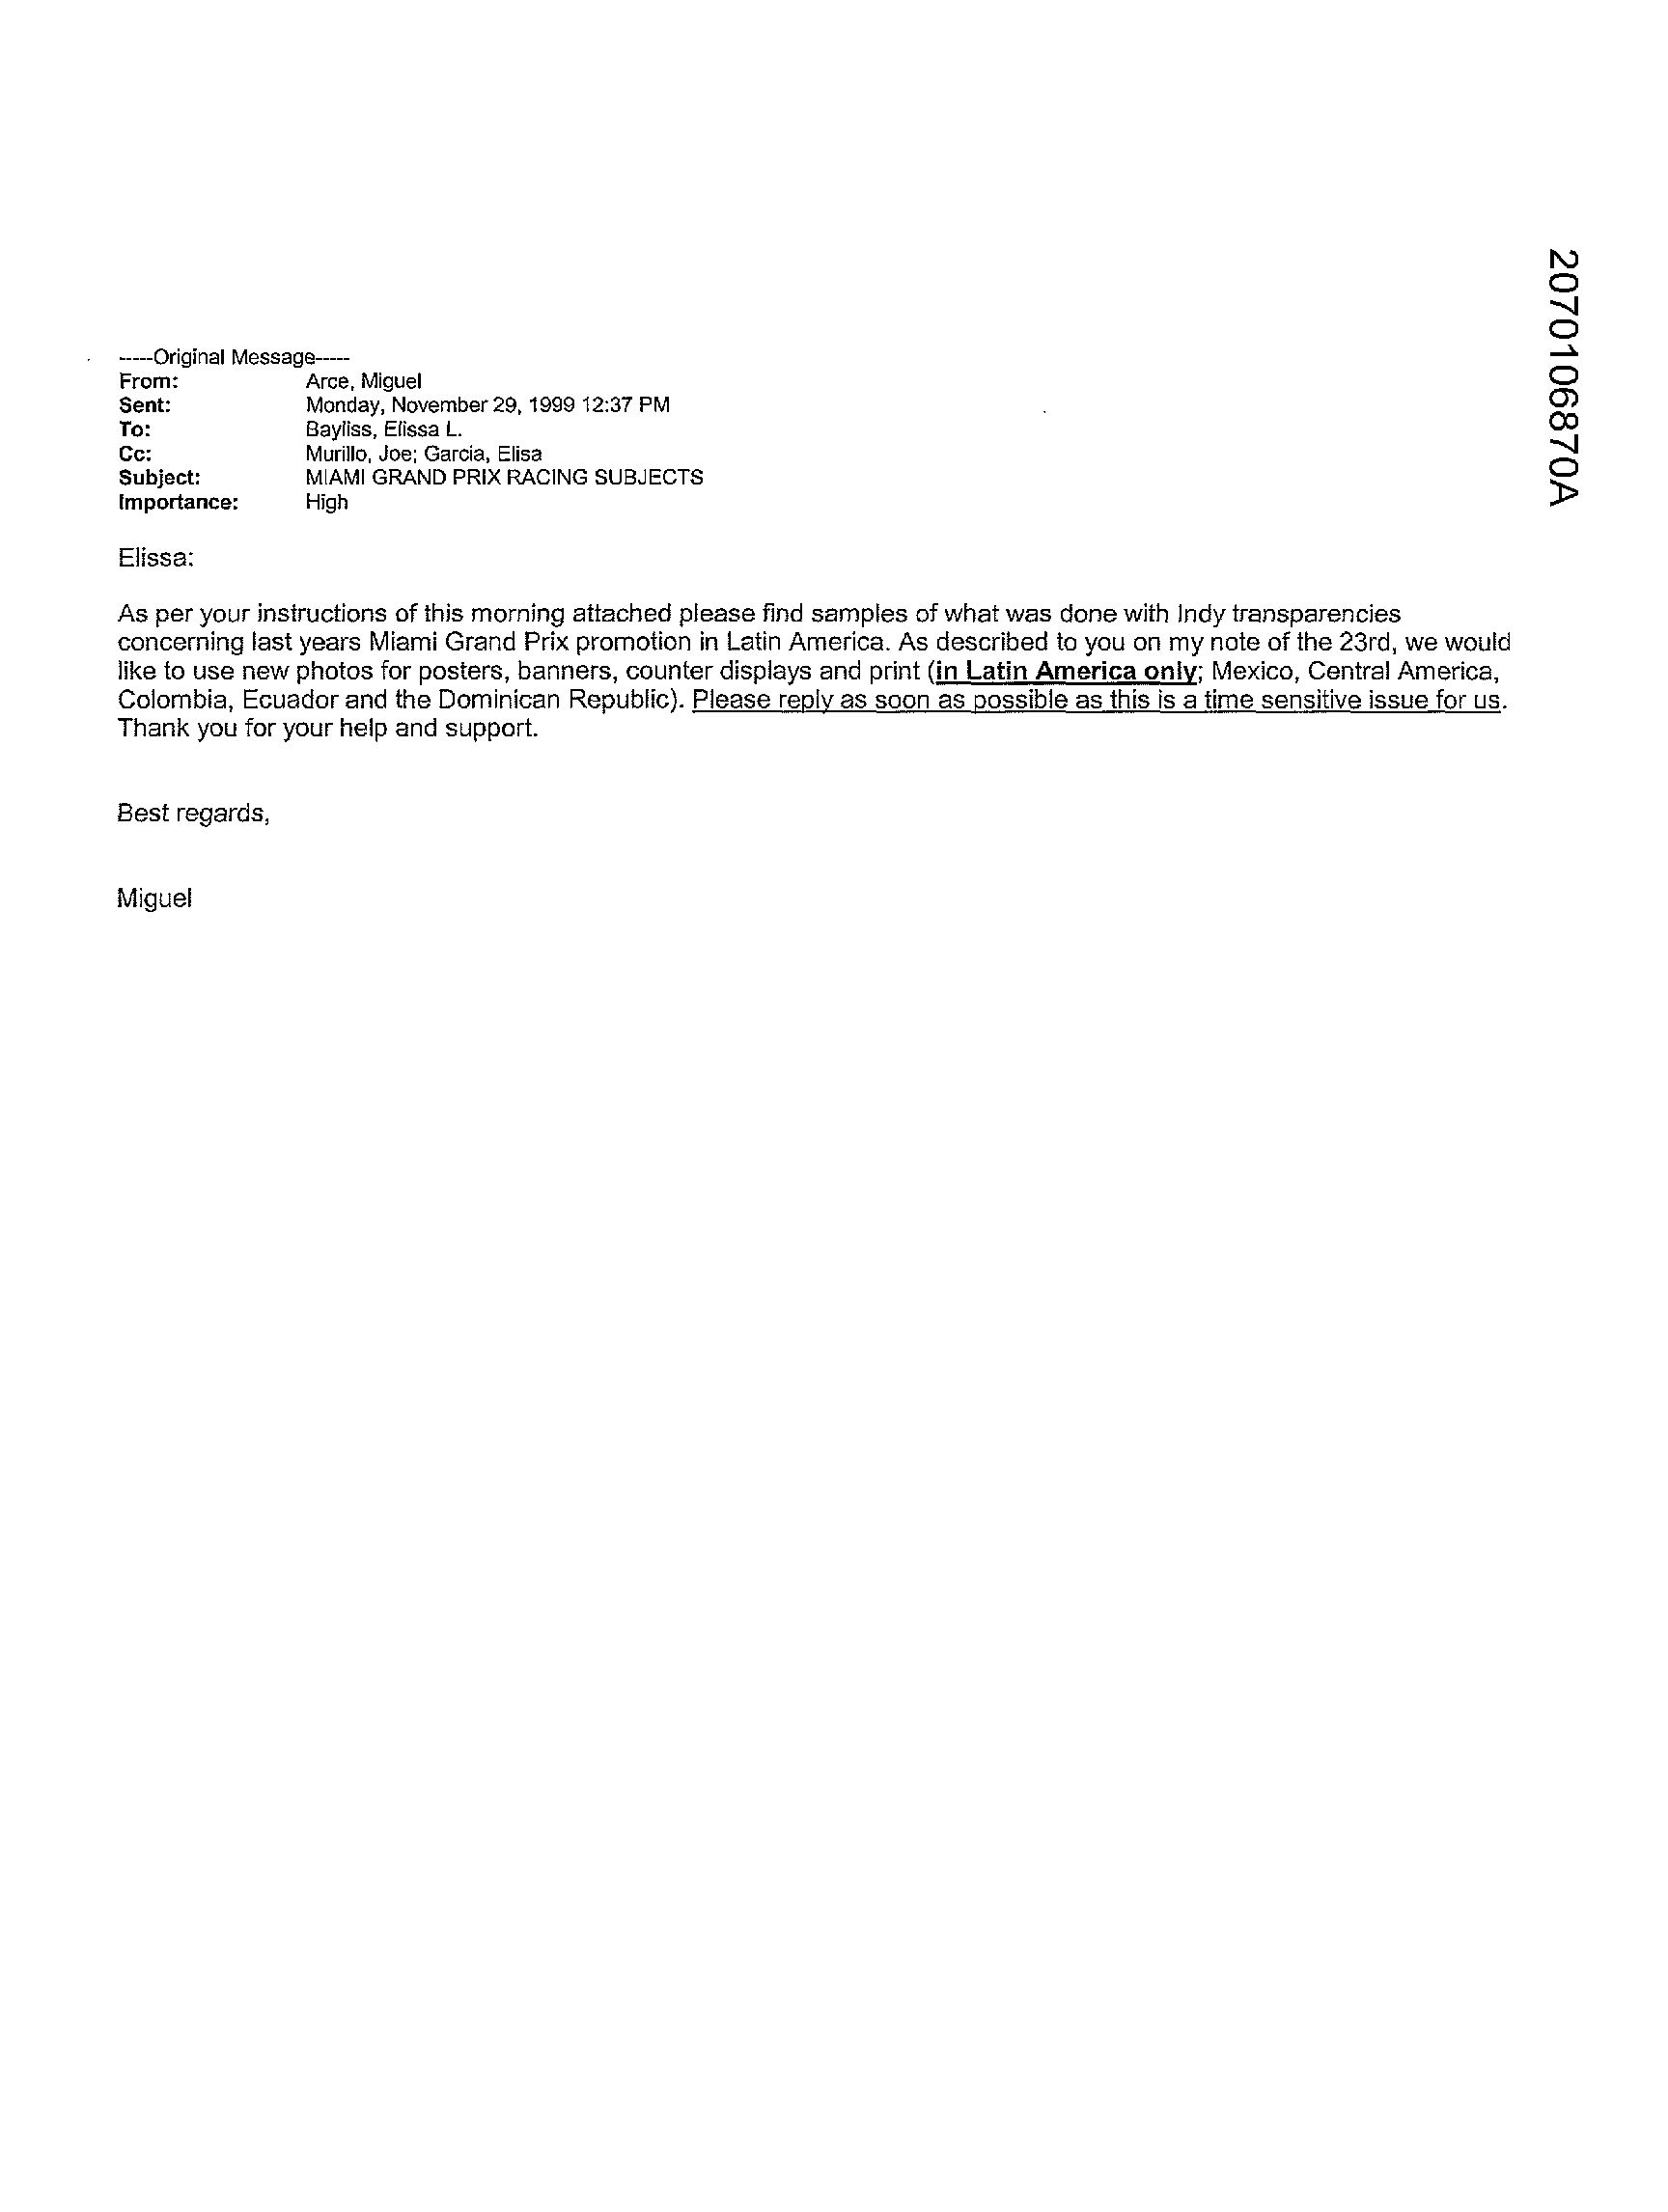 2070106870A
-----Original Message-----
From: Arce, Miguel
Sent: Monday, November 29, 1999 12:37 PM
To: Bayliss, Elissa L.
Cc: Murillo, Joe; Garcia, Elisa
Subject: MIAMI GRAND PRIX RACING SUBJECTS
Importance: High
Elissa:
As per your instructions of this morning attached please find samples of what was done with Indy transparencies
concerning last years Miami Grand Prix promotion in Latin America. As described to you on my note of the 23rd, we would
like to use new photos for posters, banners, counter displays and print (in Latin America only; Mexico, Central America,
Colombia, Ecuador and the Dominican Republic). Please reply as soon as possible as this is a time sensitive issue for us.
Thank you for your help and support.
Best regards,
Miguel